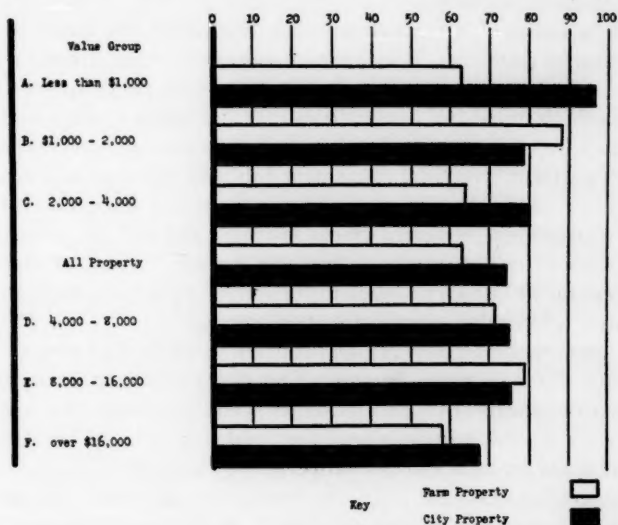 0 10 20 30 40 50 60 70 80 90 100
Value Group
A. Less than $1,000
B. $1,000 - 2,000
C. 2,000 - 4,000
All Property
D. 4,000 - 8,000
E. 8,000 - 16,000
F. over $16,000
Key
Farm Property
City Property